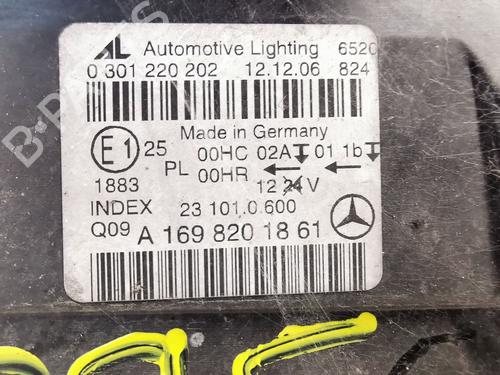 AL Automotive Lighting 6520
0 301 220 202 12.12.06 824
Made in Germany
E1 25 00HC 02A 01 1b
PL 00HR
1883 12 24 V
INDEX 23 101.0.600
Q09 A 169 820 18 61